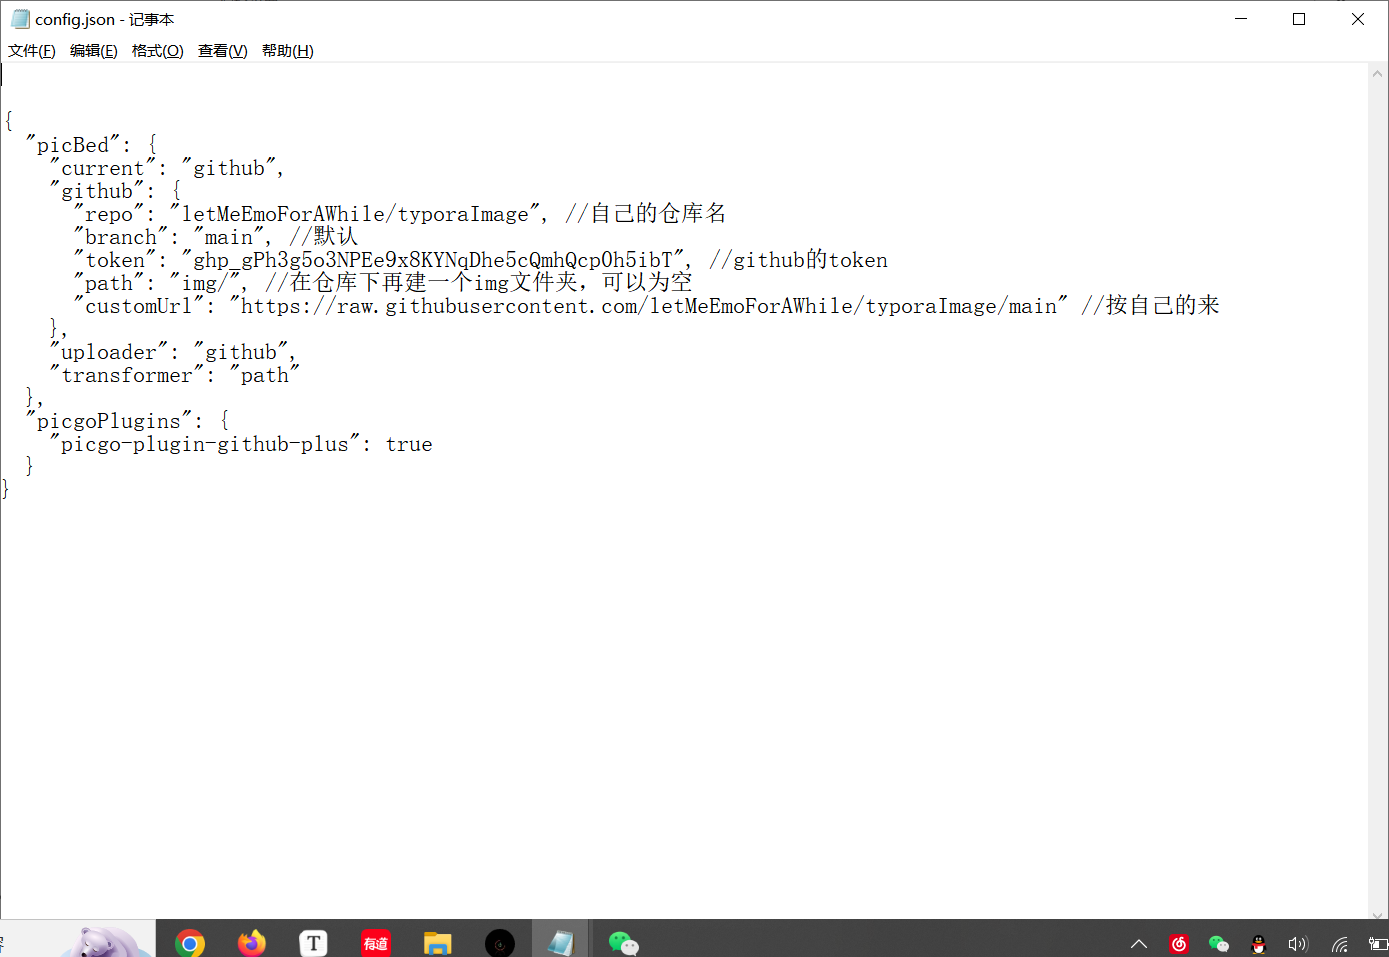 config.json - 记事本
文件(F) 编辑(E) 格式(O) 查看(V) 帮助(H)
{
  "picBed": {
    "current": "github",
    "github": {
      "repo": "letMeEmoForAWhile/typoraImage", //自己的仓库名
      "branch": "main", //默认
      "token": "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", //github的token
      "path": "img/", //在仓库下再建一个img文件夹，可以为空
      "customUrl": "https://raw.githubusercontent.com/letMeEmoForAWhile/typoraImage/main" //按自己的来
    },
    "uploader": "github",
    "transformer": "path"
  },
  "picgoPlugins": {
    "picgo-plugin-github-plus": true
  }
}
T
有道